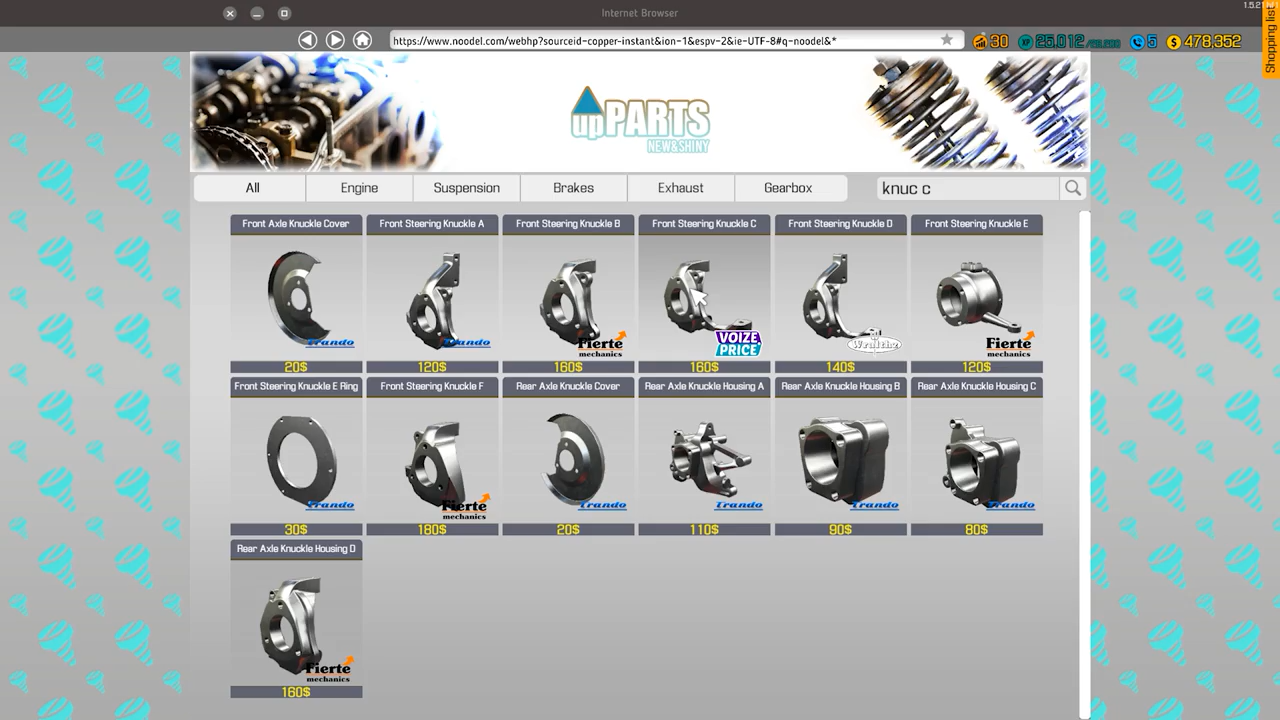 Internet Browser
1.5.2
https://www.noodel.com/webhp?sourceid-copper-instant&ion-1&espv-2&ie-UTF-8#q-noodel&*
30
25,012
5
478,352
Shopping list
upPARTS
NEW&SHINY
All Engine Suspension Brakes Exhaust Gearbox
knuc c
Front Axle Knuckle Cover Front Steering Knuckle A Front Steering Knuckle B Front Steering Knuckle C Front Steering Knuckle D Front Steering Knuckle E
Trando Trando Fierte mechanics VOIZE PRICE Wraithe Fierte mechanics
20$ 120$ 160$ 160$ 140$ 120$
Front Steering Knuckle E Ring Front Steering Knuckle F Rear Axle Knuckle Cover Rear Axle Knuckle Housing A Rear Axle Knuckle Housing B Rear Axle Knuckle Housing C
Trando Fierte mechanics Trando Trando Trando Trando
30$ 180$ 20$ 110$ 90$ 80$
Rear Axle Knuckle Housing D
Fierte mechanics
160$